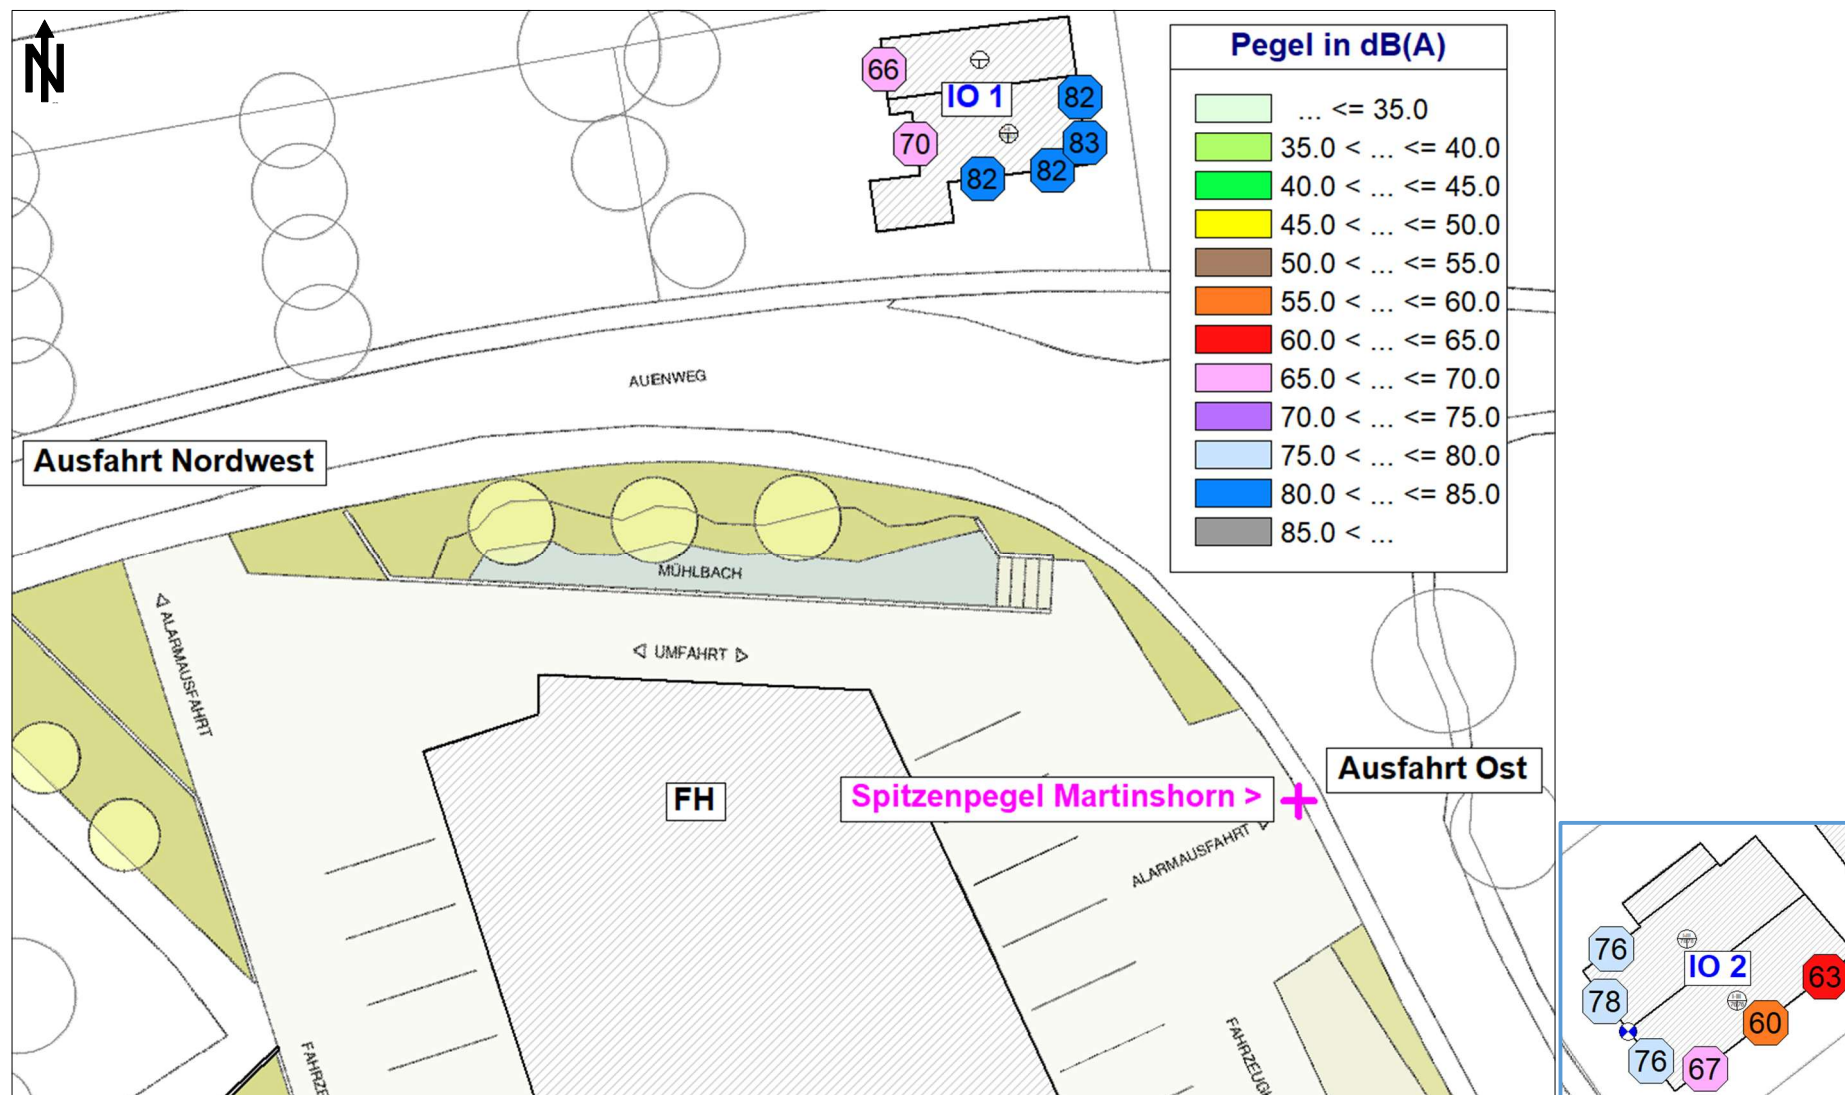 N
Pegel in dB(A)
... <= 35.0
35.0 < ... <= 40.0
40.0 < ... <= 45.0
45.0 < ... <= 50.0
50.0 < ... <= 55.0
55.0 < ... <= 60.0
60.0 < ... <= 65.0
65.0 < ... <= 70.0
70.0 < ... <= 75.0
75.0 < ... <= 80.0
80.0 < ... <= 85.0
85.0 < ...
66
IO 1
82
70
83
82
82
AUENWEG
Ausfahrt Nordwest
MÜHLBACH
ALARMAUSFAHRT
UMFAHRT
FH
Spitzenpegel Martinshorn >
Ausfahrt Ost
ALARMAUSFAHRT
76
IO 2
63
78
60
76
67